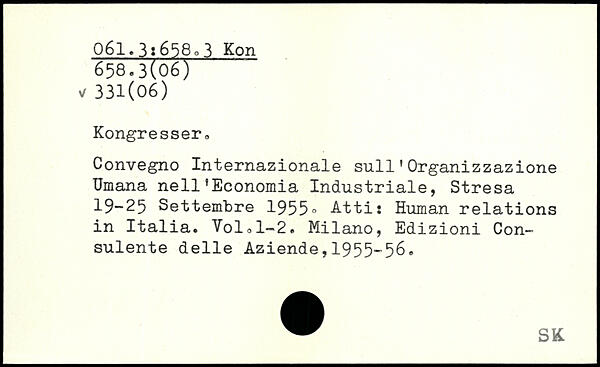 061.3:658.3 Kon
658.3(06)
v 331(06)
Kongresser.
Convegno Internazionale sull'Organizzazione
Umana nell'Economia Industriale, Stresa
19-25 Settembre 1955. Atti: Human relations
in Italia. Vol.1-2. Milano, Edizioni Con-
sulente delle Aziende,1955-56.
SK